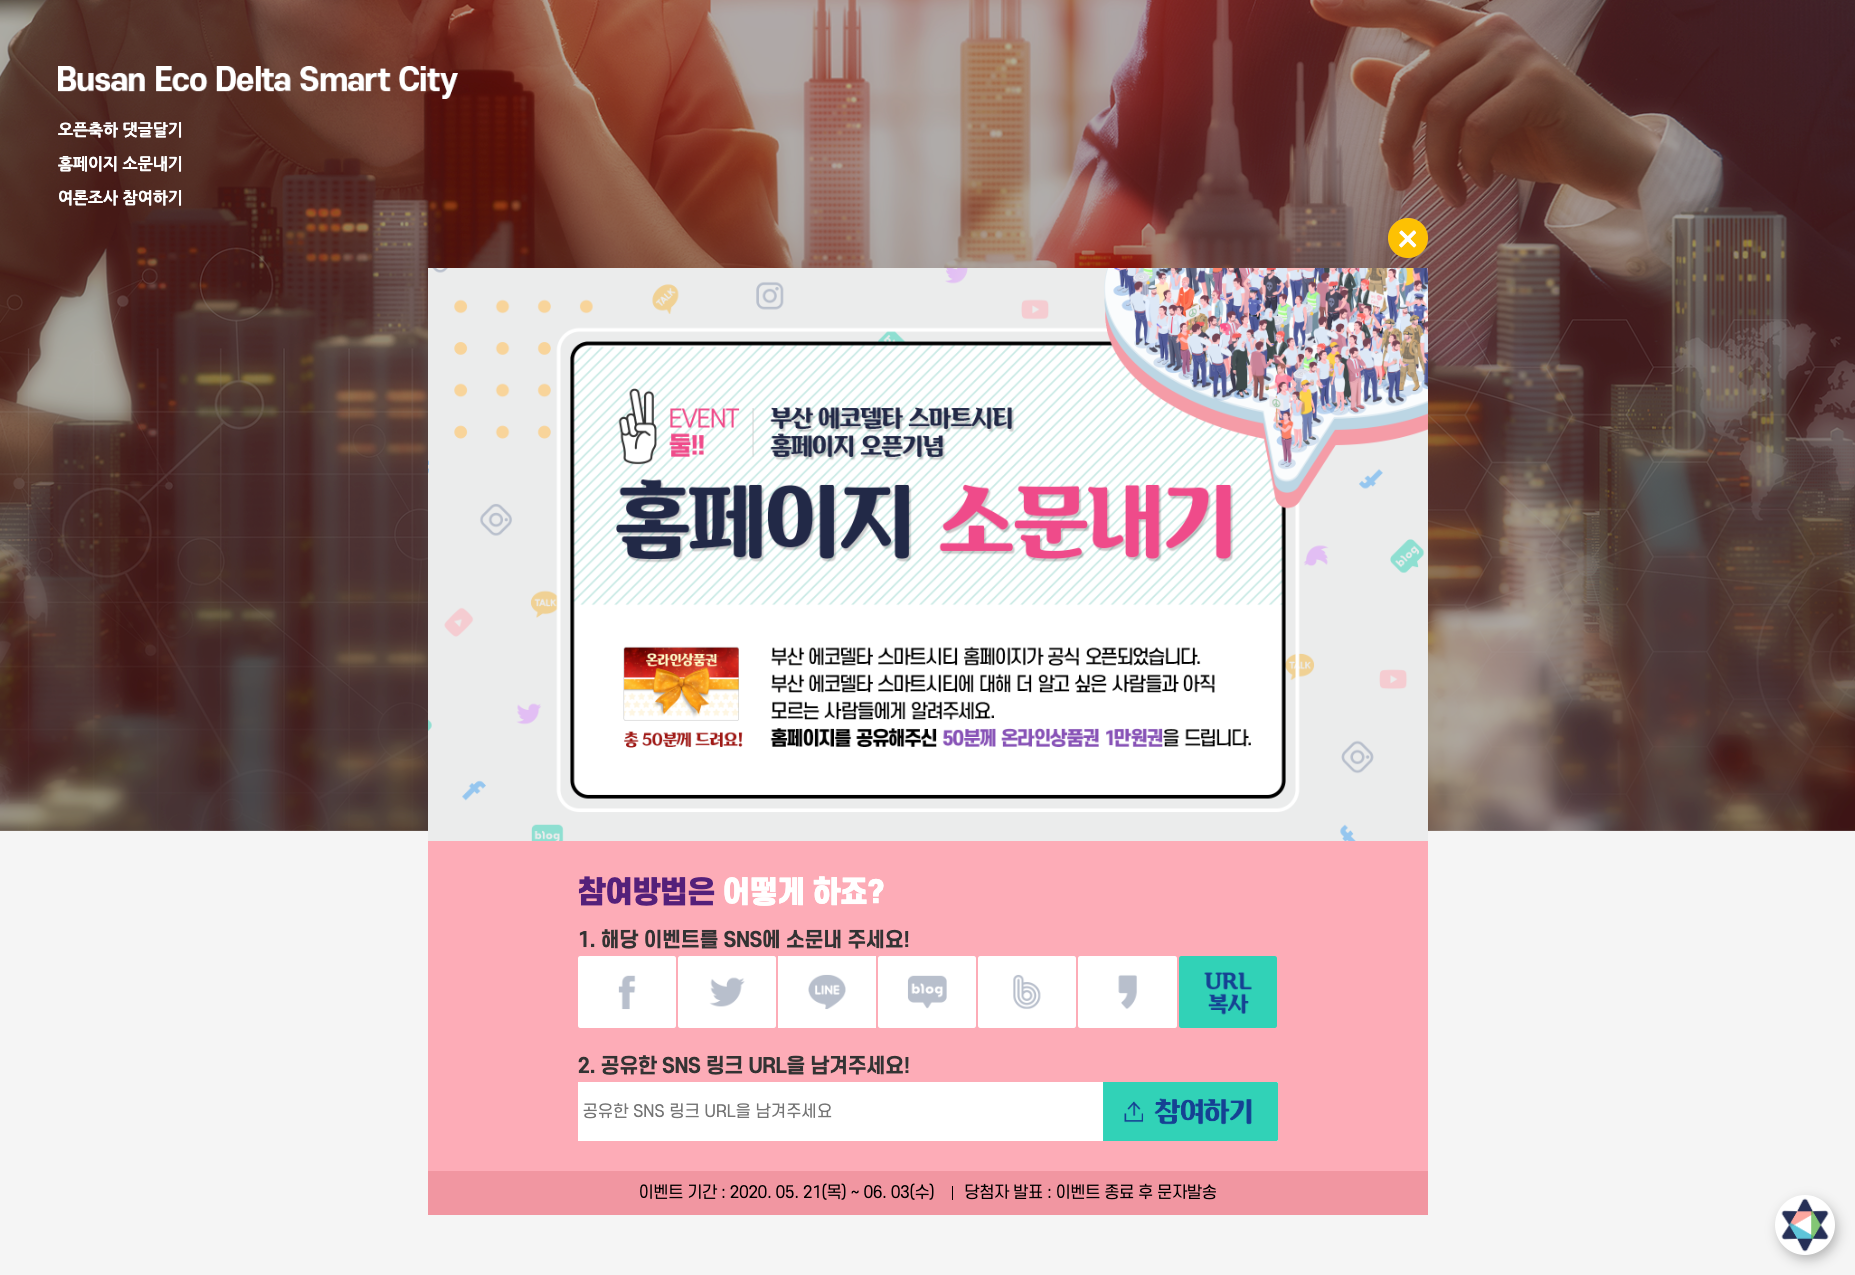 Busan Eco Delta Smart City
오픈축하 댓글달기
홈페이지 소문내기
여론조사 참여하기
TALK
EVENT
둘!!
부산 에코델타 스마트시티
홈페이지 오픈기념
홈페이지 소문내기
blog
TALK
온라인상품권
총 50분께 드려요!
부산 에코델타 스마트시티 홈페이지가 공식 오픈되었습니다.
부산 에코델타 스마트시티에 대해 더 알고 싶은 사람들과 아직
모르는 사람들에게 알려주세요.
홈페이지를 공유해주신 50분께 온라인상품권 1만원권을 드립니다.
TALK
blog
참여방법은 어떻게 하죠?
1. 해당 이벤트를 SNS에 소문내 주세요!
LINE
blog
URL
복사
2. 공유한 SNS 링크 URL을 남겨주세요!
공유한 SNS 링크 URL을 남겨주세요
참여하기
이벤트 기간 : 2020. 05. 21(목) ~ 06. 03(수) | 당첨자 발표 : 이벤트 종료 후 문자발송